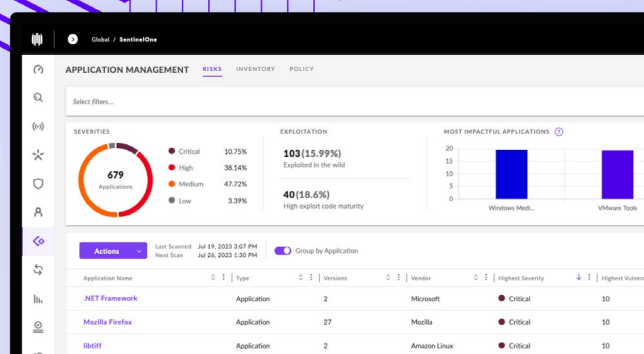 Global / SentinelOne
APPLICATION MANAGEMENT RISKS INVENTORY POLICY
Select filters...
SEVERITIES
679
Applications
Critical 10.75%
High 38.14%
Medium 47.72%
Low 3.39%
EXPLOITATION
103 (15.99%)
Exploited in the wild
40 (18.6%)
High exploit code maturity
MOST IMPACTFUL APPLICATIONS ?
20
15
10
5
0
Windows Medi...
VMware Tools
Actions
Last Scanned Jul 19, 2023 3:07 PM
Next Scan Jul 26, 2023 1:30 PM
Group by Application
Application Name Type Versions Vendor Highest Severity Highest Vulner
.NET Framework Application 2 Microsoft Critical 10
Mozilla Firefox Application 27 Mozilla Critical 10
libtiff Application 2 Amazon Linux Critical 10